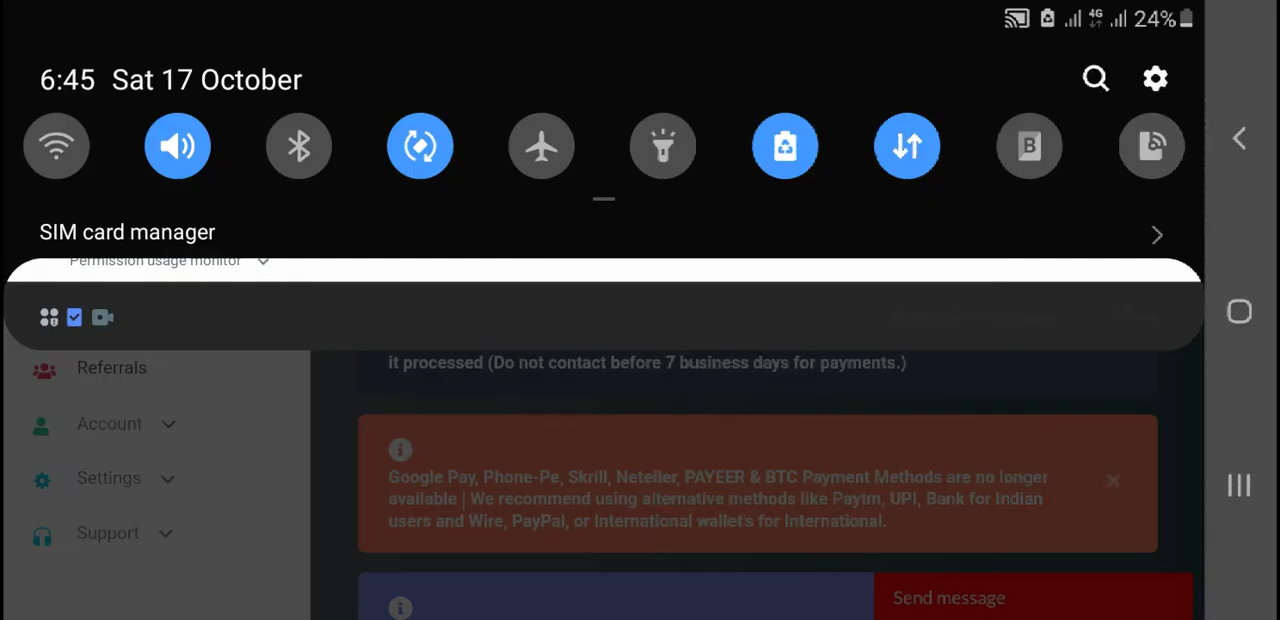 4G 24%
6:45 Sat 17 October
B
SIM card manager
Permission usage monitor
Referrals
it processed (Do not contact before 7 business days for payments.)
Account
Google Pay, Phone-Pe, Skrill, Neteller, PAYEER & BTC Payment Methods are no longer
available | We recommend using alternative methods like Paytm, UPI, Bank for Indian
users and Wire, PayPal, or International wallet's for International.
Settings
Support
Send message